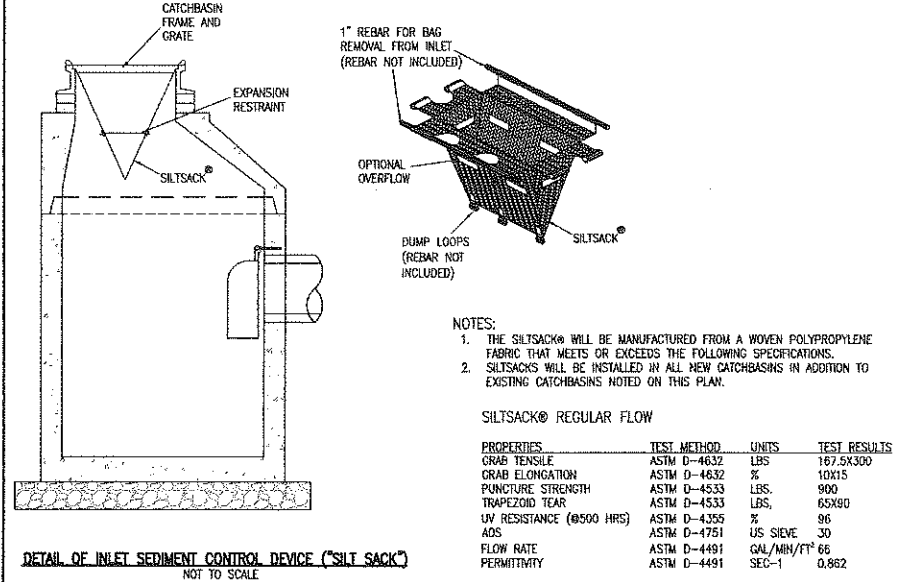 CATCHBASIN
FRAME AND
GRATE
EXPANSION
RESTRAINT
SILTSACK®
1" REBAR FOR BAG
REMOVAL FROM INLET
(REBAR NOT INCLUDED)
OPTIONAL
OVERFLOW
DUMP LOOPS
(REBAR NOT
INCLUDED)
SILTSACK®
NOTES:
1. THE SILTSACK® WILL BE MANUFACTURED FROM A WOVEN POLYPROPYLENE
FABRIC THAT MEETS OR EXCEEDS THE FOLLOWING SPECIFICATIONS.
2. SILTSACKS WILL BE INSTALLED IN ALL NEW CATCHBASINS IN ADDITION TO
EXISTING CATCHBASINS NOTED ON THIS PLAN.
SILTSACK® REGULAR FLOW
PROPERTIES TEST METHOD UNITS TEST RESULTS
GRAB TENSILE ASTM D-4632 LBS 167.5X300
GRAB ELONGATION ASTM D-4632 % 10X15
PUNCTURE STRENGTH ASTM D-4533 LBS. 900
TRAPEZOID TEAR ASTM D-4533 LBS. 65X90
UV RESISTANCE (@500 HRS) ASTM D-4355 % 96
AOS ASTM D-4751 US SIEVE 30
FLOW RATE ASTM D-4491 GAL/MIN/FT² 66
PERMITIVITY ASTM D-4491 SEC-1 0.862
DETAIL OF INLET SEDIMENT CONTROL DEVICE ("SILT SACK")
NOT TO SCALE